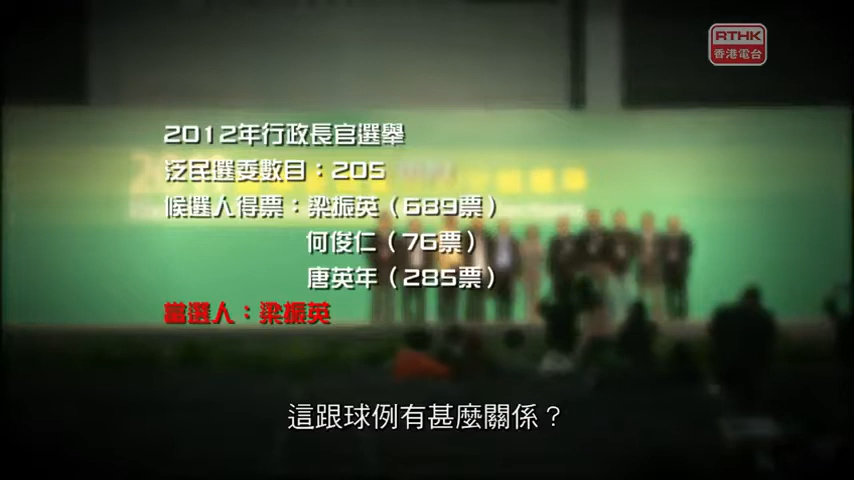 RTHK
香港電台
2012年行政長官選舉
泛民選委數目：205
候選人得票：梁振英（689票）
何俊仁（76票）
唐英年（285票）
當選人：梁振英
這跟球例有甚麼關係？